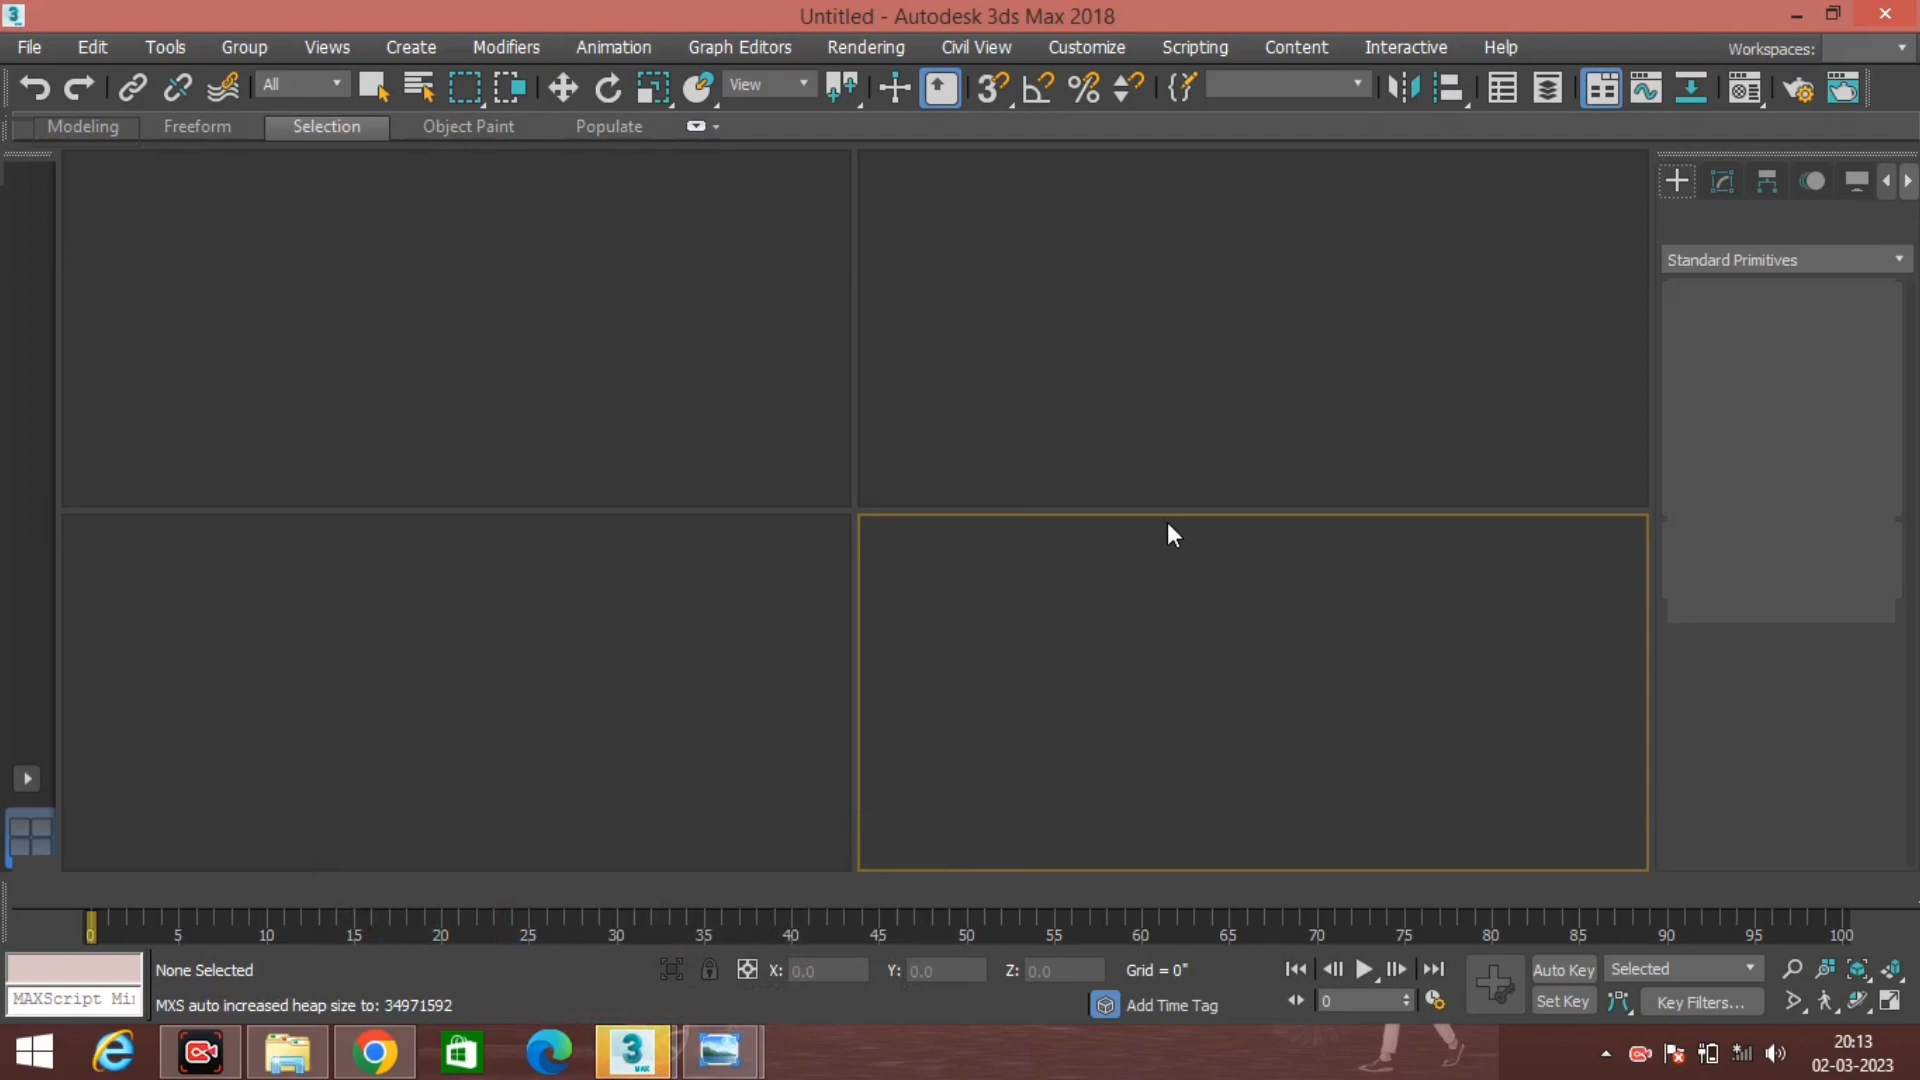 Untitled - Autodesk 3ds Max 2018
File Edit Tools Group Views Create Modifiers Animation Graph Editors Rendering Civil View Customize Scripting Content Interactive Help Workspaces:
All View
Modeling Freeform Selection Object Paint Populate
Standard Primitives
0 5 10 15 20 25 30 35 40 45 50 55 60 65 70 75 80 85 90 95 100
None Selected X: 0.0 Y: 0.0 Z: 0.0 Grid = 0" Auto Key Selected
MAXScript Mi
MXS auto increased heap size to: 34971592 Add Time Tag 0 Set Key Key Filters...
20:13
02-03-2023